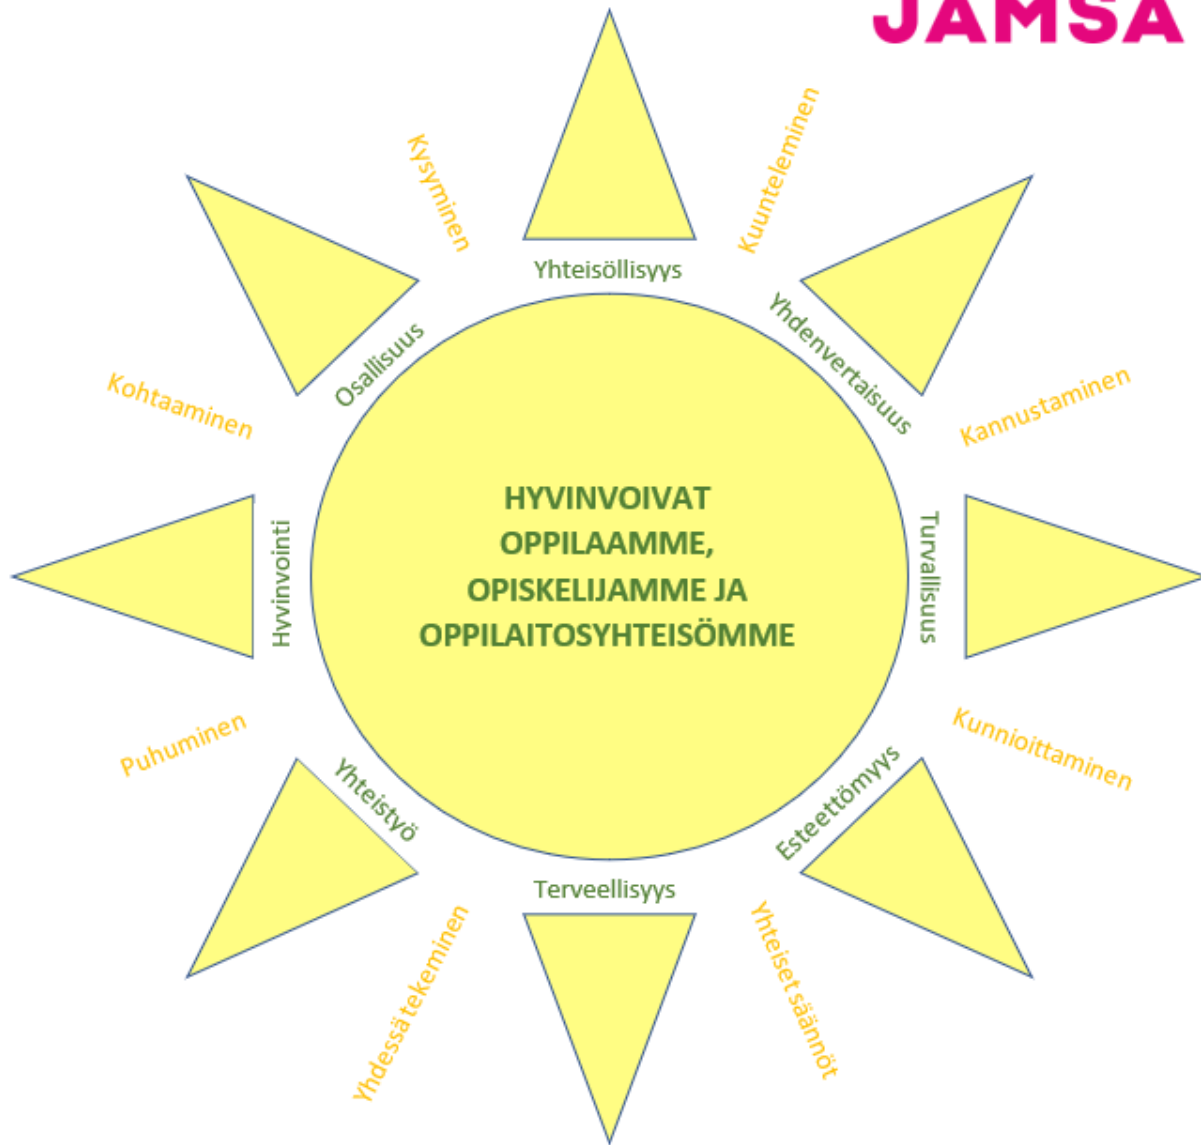 JAMSA
Kysyminen
Kuunteleminen
Yhteisöllisyys
Yhdenvertaisuus
Osallisuus
Kohtaaminen
Kannustaminen
HYVINVOIVAT
OPPILAAMME,
OPISKELIJAMME JA
OPPILAITOSYHTEISÖMME
Hyvinvointi
Turvallisuus
Puhuminen
Kunnioittaminen
Yhteistyö
Esteettömyys
Terveellisyys
Yhdessä tekeminen
Yhteiset säännöt